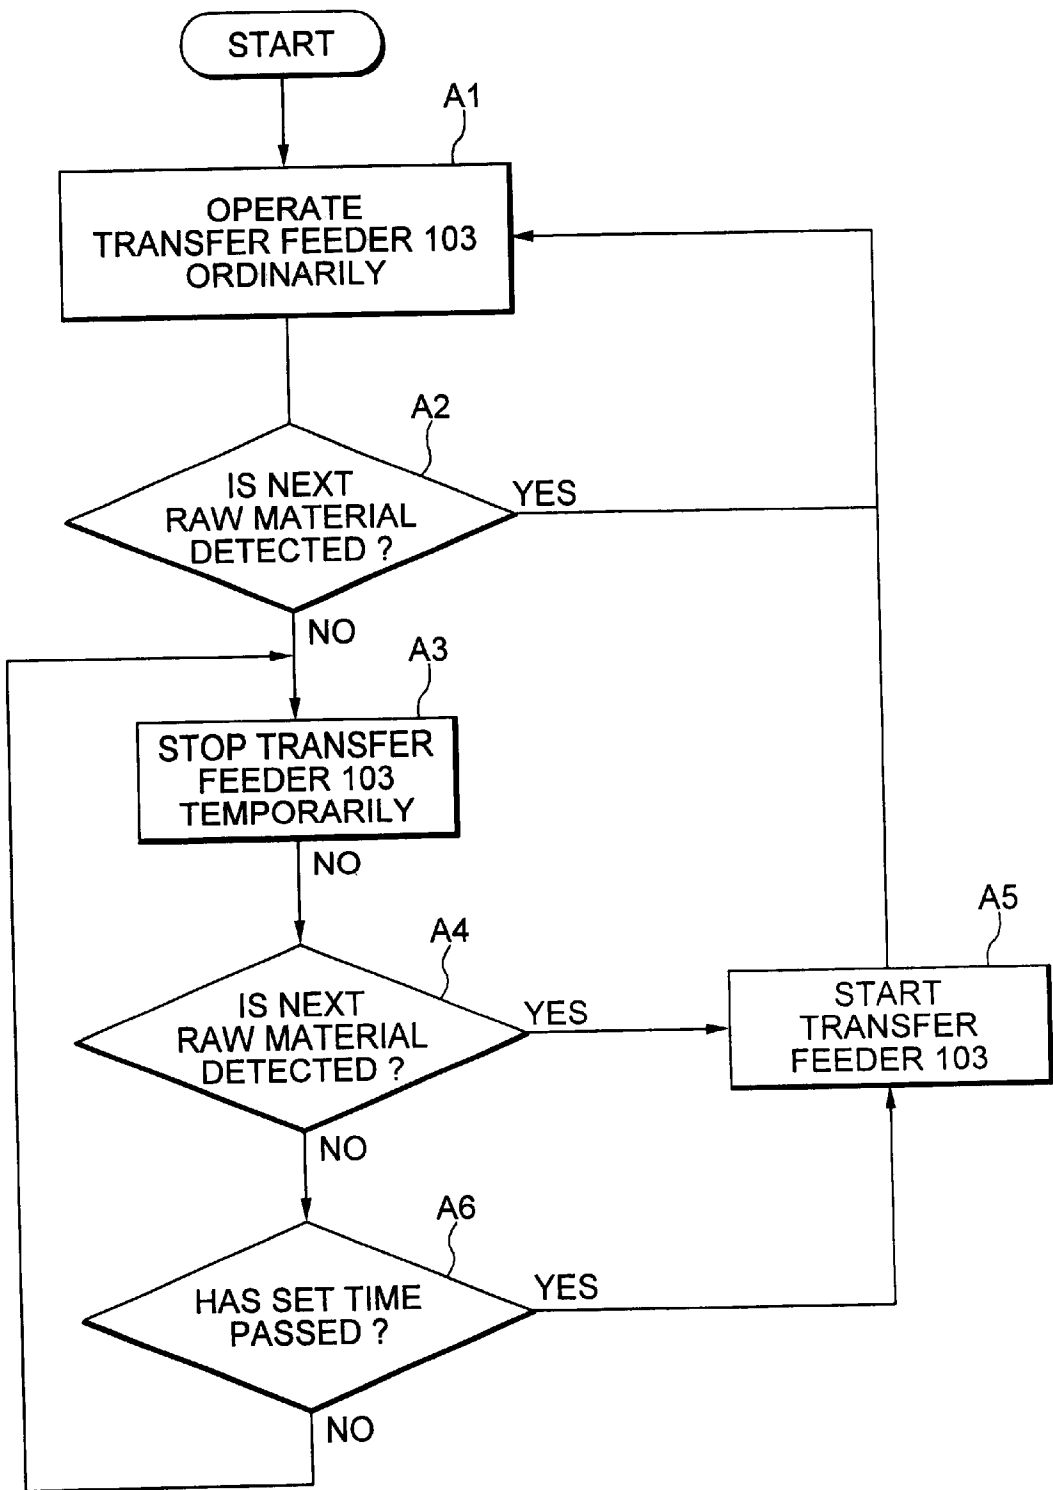 START
A1
OPERATE
TRANSFER FEEDER 103
ORDINARILY
A2
IS NEXT
RAW MATERIAL
DETECTED ?
YES
NO
A3
STOP TRANSFER
FEEDER 103
TEMPORARILY
NO
A4
IS NEXT
RAW MATERIAL
DETECTED ?
YES
A5
START
TRANSFER
FEEDER 103
NO
A6
HAS SET TIME
PASSED ?
YES
NO